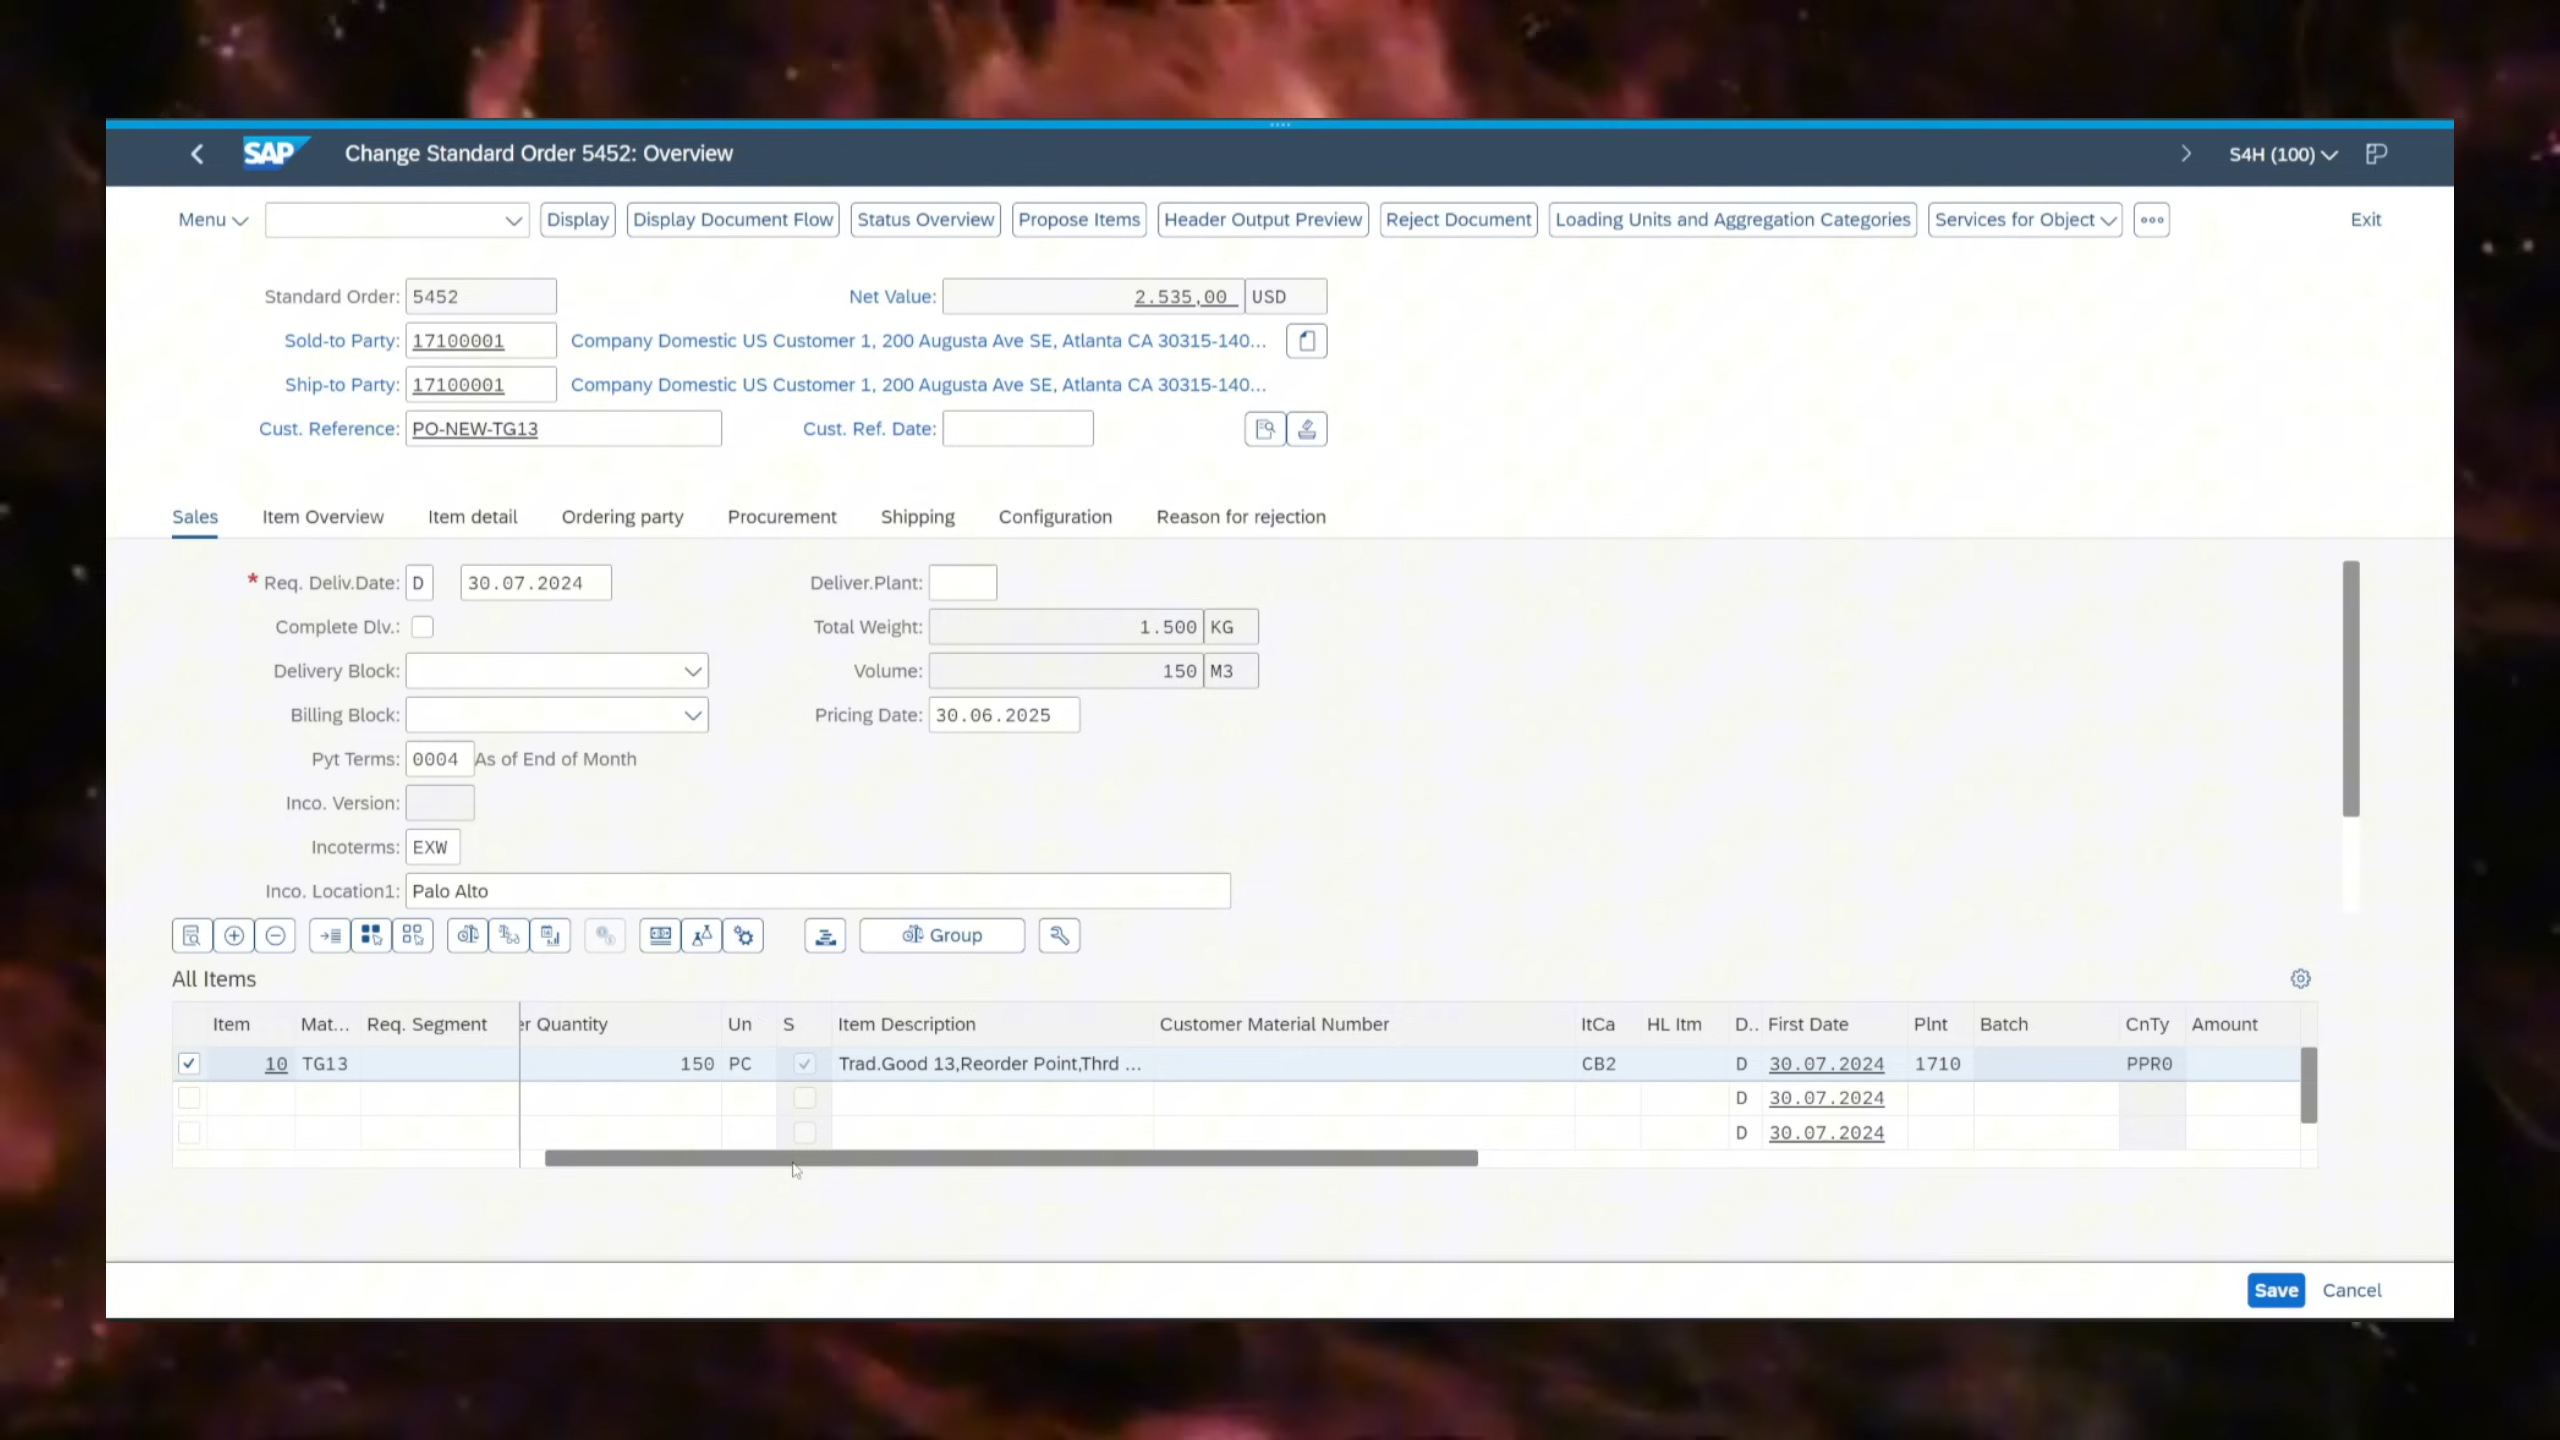 SAP Change Standard Order 5452: Overview S4H (100)
Menu Display Display Document Flow Status Overview Propose Items Header Output Preview Reject Document Loading Units and Aggregation Categories Services for Object Exit
Standard Order: 5452 Net Value: 2.535,00 USD
Sold-to Party: 17100001 Company Domestic US Customer 1, 200 Augusta Ave SE, Atlanta CA 30315-140...
Ship-to Party: 17100001 Company Domestic US Customer 1, 200 Augusta Ave SE, Atlanta CA 30315-140...
Cust. Reference: PO-NEW-TG13 Cust. Ref. Date:
Sales Item Overview Item detail Ordering party Procurement Shipping Configuration Reason for rejection
* Req. Deliv.Date: D 30.07.2024 Deliver.Plant:
Complete Dlv.: Total Weight: 1.500 KG
Delivery Block: Volume: 150 M3
Billing Block: Pricing Date: 30.06.2025
Pyt Terms: 0004 As of End of Month
Inco. Version:
Incoterms: EXW
Inco. Location1: Palo Alto
Group
All Items
Item Mat... Req. Segment er Quantity Un S Item Description Customer Material Number ItCa HL Itm D.. First Date Plnt Batch CnTy Amount
10 TG13 150 PC Trad.Good 13,Reorder Point,Thrd ... CB2 D 30.07.2024 1710 PPR0
D 30.07.2024
D 30.07.2024
Save Cancel